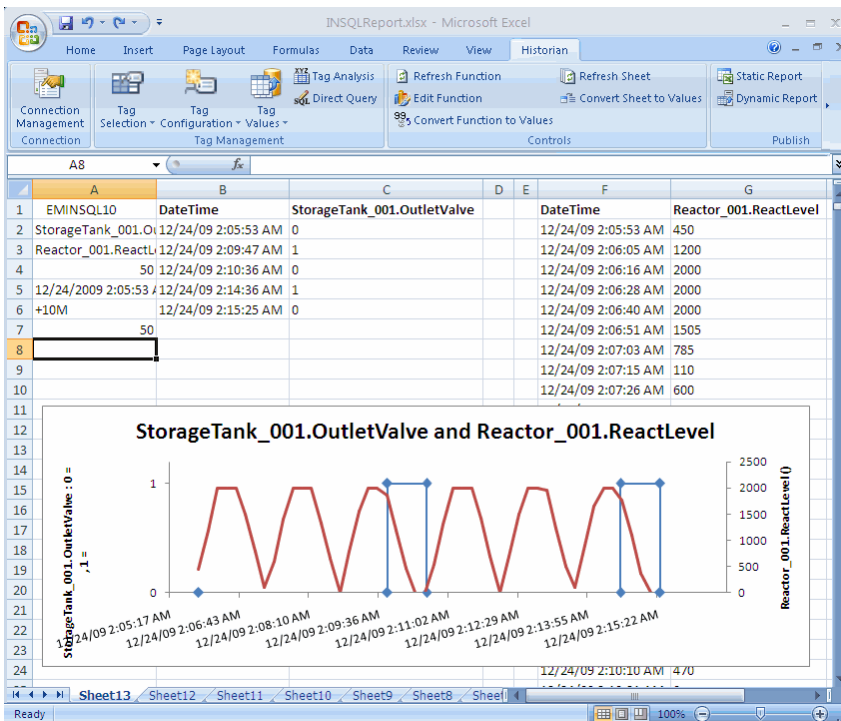 INSQLReport.xlsx - Microsoft Excel
Home Insert Page Layout Formulas Data Review View Historian
Connection Management
Tag Selection
Tag Configuration
Tag Values
Tag Analysis
SQL Direct Query
Refresh Function
Edit Function
Convert Function to Values
Refresh Sheet
Convert Sheet to Values
Static Report
Dynamic Report
Connection Tag Management Controls Publish
A8 fx
A B C D E F G
1 EMINSQL10 DateTime StorageTank_001.OutletValve DateTime Reactor_001.ReactLevel
2 StorageTank_001.O 12/24/09 2:05:53 AM 0 12/24/09 2:05:53 AM 450
3 Reactor_001.ReactL 12/24/09 2:09:47 AM 1 12/24/09 2:06:05 AM 1200
4 50 12/24/09 2:10:36 AM 0 12/24/09 2:06:16 AM 2000
5 12/24/2009 2:05:53 12/24/09 2:14:36 AM 1 12/24/09 2:06:28 AM 2000
6 +10M 12/24/09 2:15:25 AM 0 12/24/09 2:06:40 AM 2000
7 50 12/24/09 2:06:51 AM 1505
8 12/24/09 2:07:03 AM 785
9 12/24/09 2:07:15 AM 110
10 12/24/09 2:07:26 AM 600
11
12
13
14
15
16
17
18
19
20
21
22
23
24 12/24/09 2:10:10 AM 470
StorageTank_001.OutletValve and Reactor_001.ReactLevel
StorageTank_001.OutletValve : 0 =
,1 =
1
0
2500
2000
1500
1000
500
0
Reactor_001.ReactLevel()
12/24/09 2:05:17 AM
12/24/09 2:06:43 AM
12/24/09 2:08:10 AM
12/24/09 2:09:36 AM
12/24/09 2:11:02 AM
12/24/09 2:12:29 AM
12/24/09 2:13:55 AM
12/24/09 2:15:22 AM
Sheet13 Sheet12 Sheet11 Sheet10 Sheet9 Sheet8 Sheet
Ready 100%